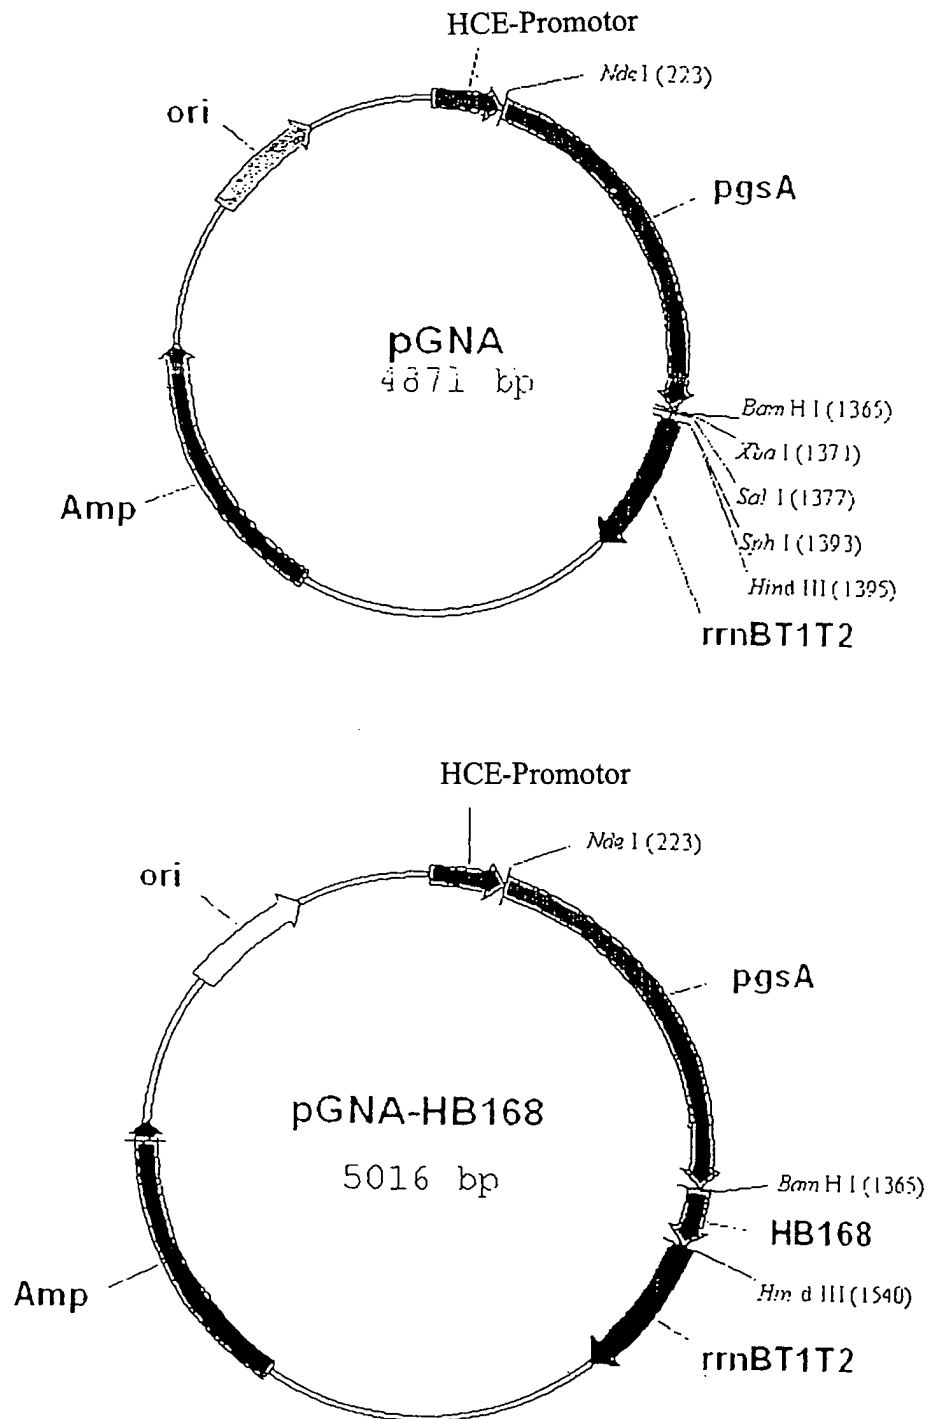 HCE-Promotor
Nde I (223)
ori
pgsA
pGNA
4871 bp
Bam H I (1365)
Xba I (1371)
Sal I (1377)
Sph I (1393)
Hind III (1395)
Amp
rrnBT1T2
HCE-Promotor
Nde I (223)
ori
pgsA
pGNA-HB168
5016 bp
Bam H I (1365)
HB168
Hin d III (1540)
Amp
rrnBT1T2